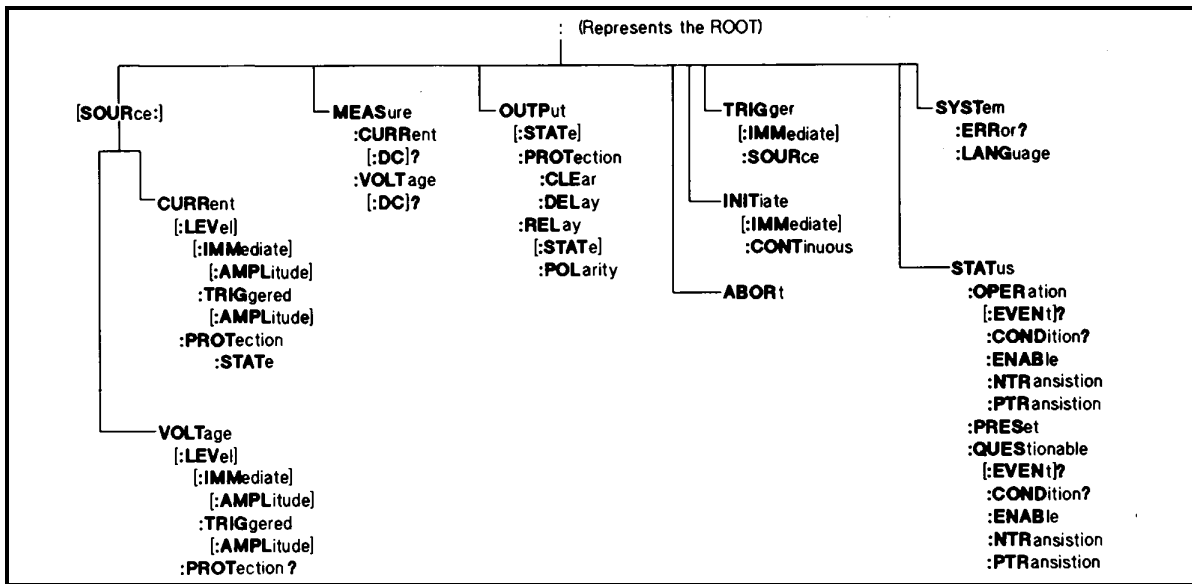 : (Represents the ROOT)
[SOURce:]
CURRent
[:LEVel]
[:IMMediate]
[:AMPLitude]
:TRIGgered
[:AMPLitude]
:PROTection
:STATe
VOLTage
[:LEVel]
[:IMMediate]
[:AMPLitude]
:TRIGgered
[:AMPLitude]
:PROTection?
MEASure
:CURRent
[:DC]?
:VOLTage
[:DC]?
OUTPut
[:STATe]
:PROTection
:CLEar
:DELay
:RELay
[:STATe]
:POLarity
TRIGger
[:IMMediate]
:SOURce
INITiate
[:IMMediate]
:CONTinuous
ABORt
SYSTem
:ERRor?
:LANGuage
STATus
:OPERation
[:EVENt]?
:CONDition?
:ENABle
:NTRansistion
:PTRansistion
:PRESet
:QUEStionable
[:EVENt]?
:CONDition?
:ENABle
:NTRansistion
:PTRansistion